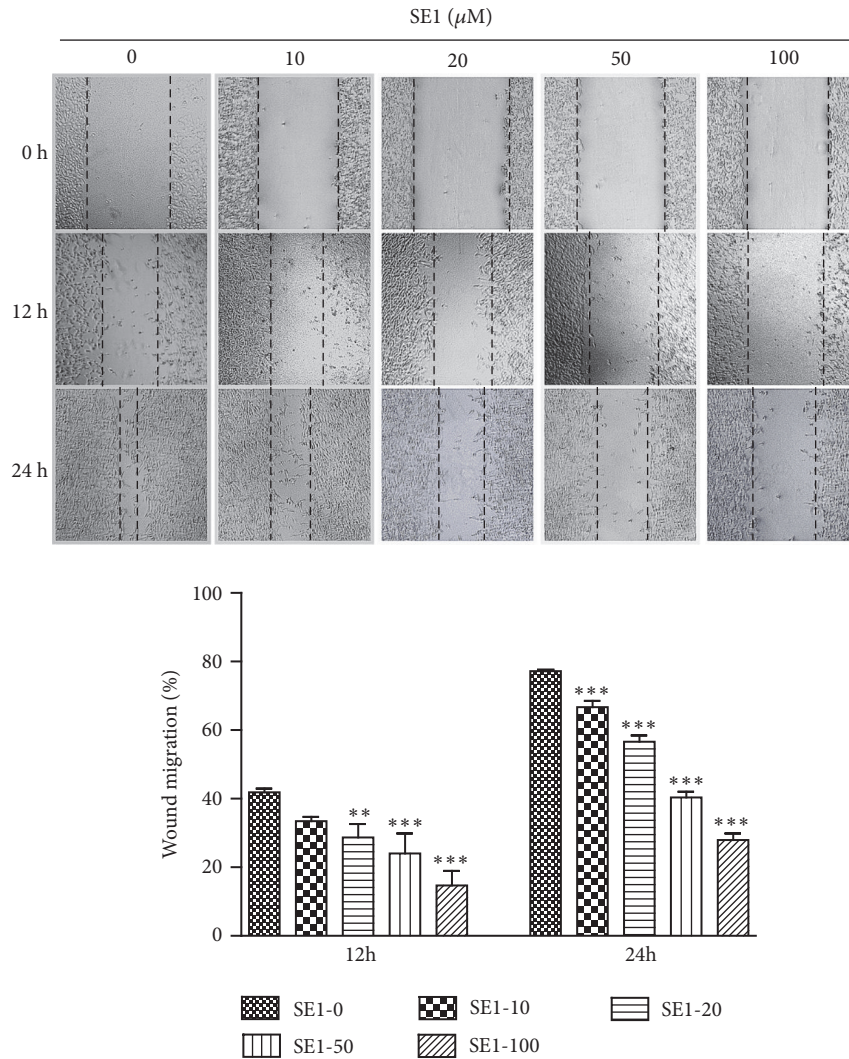 SE1 (μM)
0 10 20 50 100
0 h
12 h
24 h
100
80
60
40
20
0
Wound migration (%)
** *** ***
*** *** *** ***
12h 24h
SE1-0 SE1-10 SE1-20
SE1-50 SE1-100